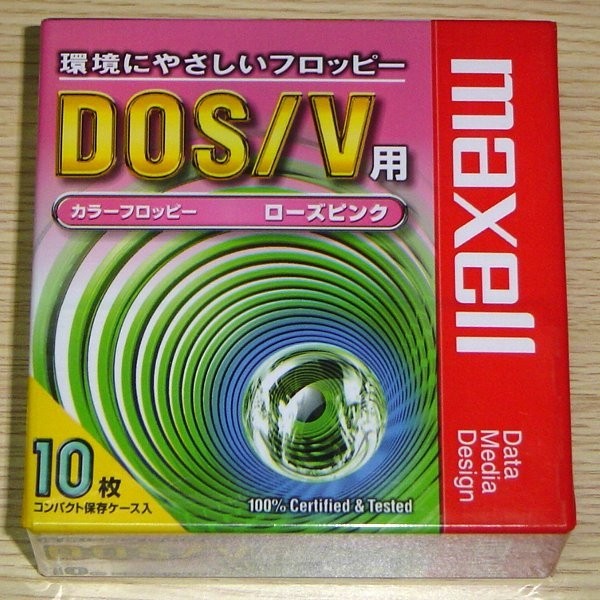 環境にやさしいフロッピー
DOS/V用
カラーフロッピー ローズピンク
maxell
Data
Media
Design
10枚
コンパクト保存ケース入
100% Certified & Tested
DOS/V